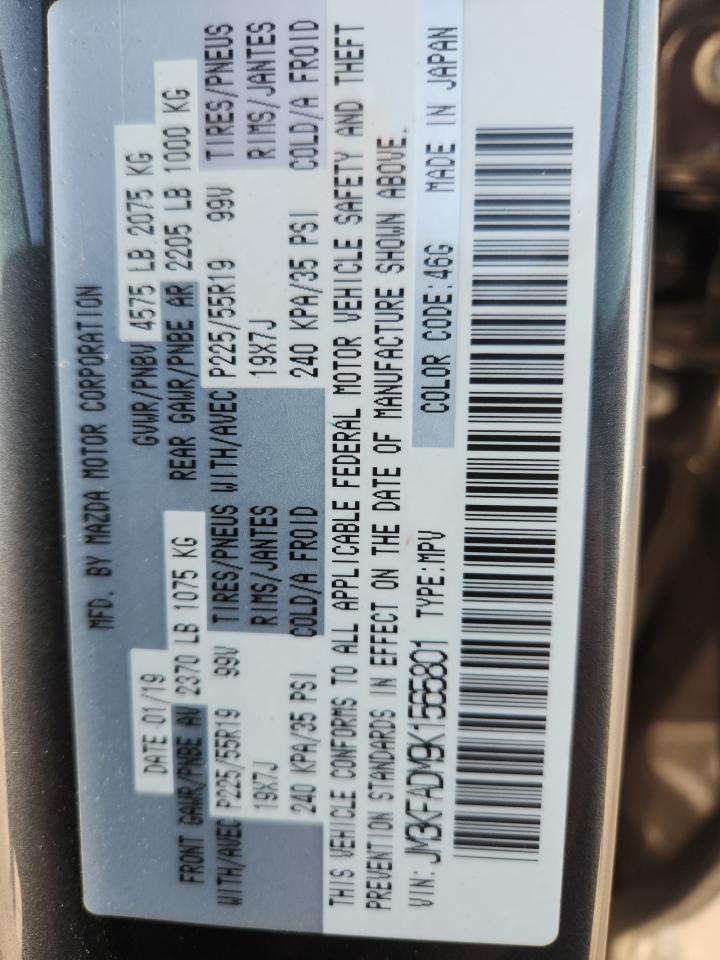 MFD. BY MAZDA MOTOR CORPORATION
DATE 01/19 GVWR/PNBV 4575 LB 2075 KG
FRONT GAWR/PNBE AV 2370 LB 1075 KG REAR GAWR/PNBE AR 2205 LB 1000 KG
WITH/AVEC P225/55R19 99V TIRES/PNEUS WITH/AVEC P225/55R19 99V TIRES/PNEUS
19X7J RIMS/JANTES 19X7J RIMS/JANTES
240 KPA/35 PSI COLD/A FROID 240 KPA/35 PSI COLD/A FROID
THIS VEHICLE CONFORMS TO ALL APPLICABLE FEDERAL MOTOR VEHICLE SAFETY AND THEFT
PREVENTION STANDARDS IN EFFECT ON THE DATE OF MANUFACTURE SHOWN ABOVE.
VIN: JM3KFADM9K1565801 TYPE:MPV COLOR CODE:46G MADE IN JAPAN